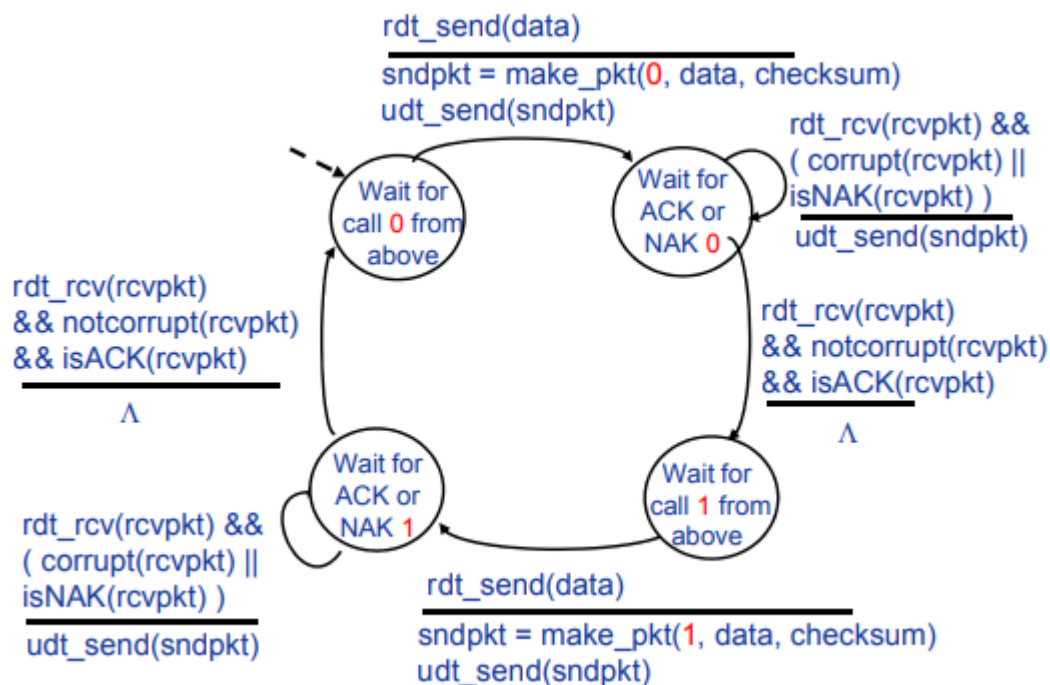 rdt_send(data)
sndpkt = make_pkt(0, data, checksum)
udt_send(sndpkt)
rdt_rcv(rcvpkt) &&
( corrupt(rcvpkt) ||
isNAK(rcvpkt) )
udt_send(sndpkt)
Wait for
call 0 from
above
Wait for
ACK or
NAK 0
rdt_rcv(rcvpkt)
&& notcorrupt(rcvpkt)
&& isACK(rcvpkt)
Λ
rdt_rcv(rcvpkt)
&& notcorrupt(rcvpkt)
&& isACK(rcvpkt)
Λ
Wait for
ACK or
NAK 1
Wait for
call 1 from
above
rdt_rcv(rcvpkt) &&
( corrupt(rcvpkt) ||
isNAK(rcvpkt) )
udt_send(sndpkt)
rdt_send(data)
sndpkt = make_pkt(1, data, checksum)
udt_send(sndpkt)